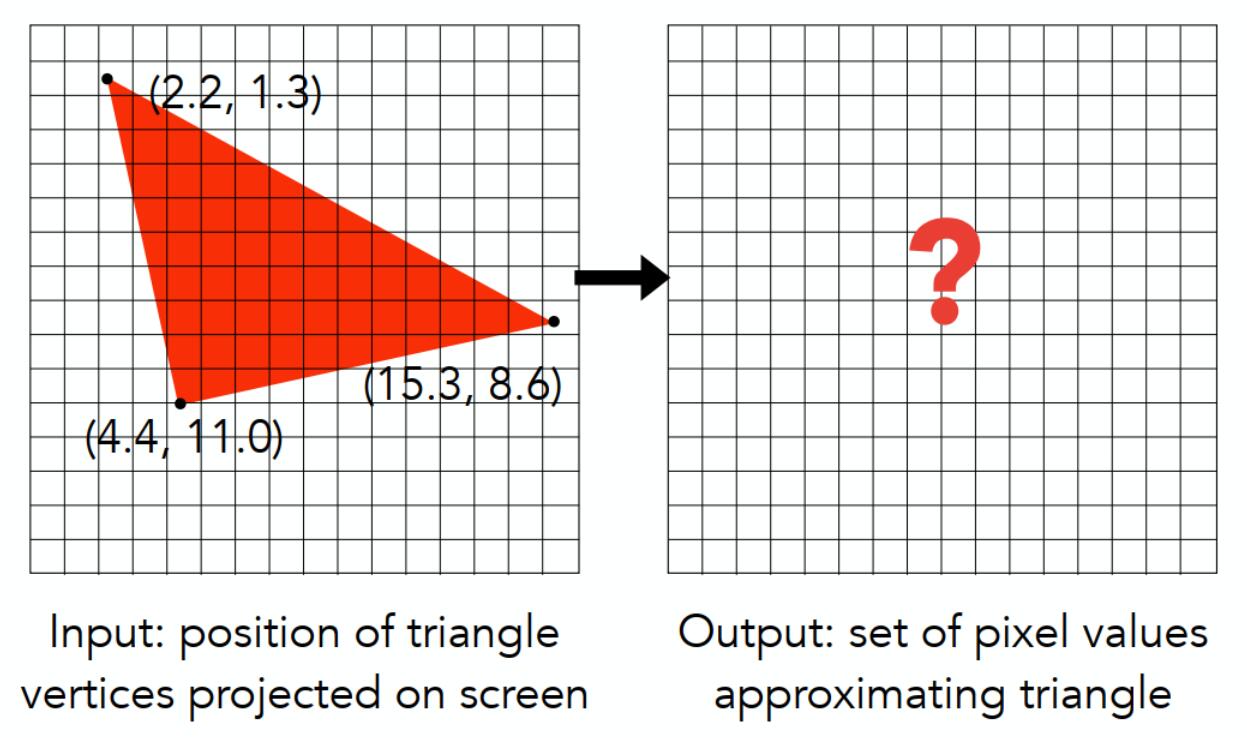 (2.2, 1.3)
?
(15.3, 8.6)
(4.4, 11.0)
Input: position of triangle
vertices projected on screen
Output: set of pixel values
approximating triangle